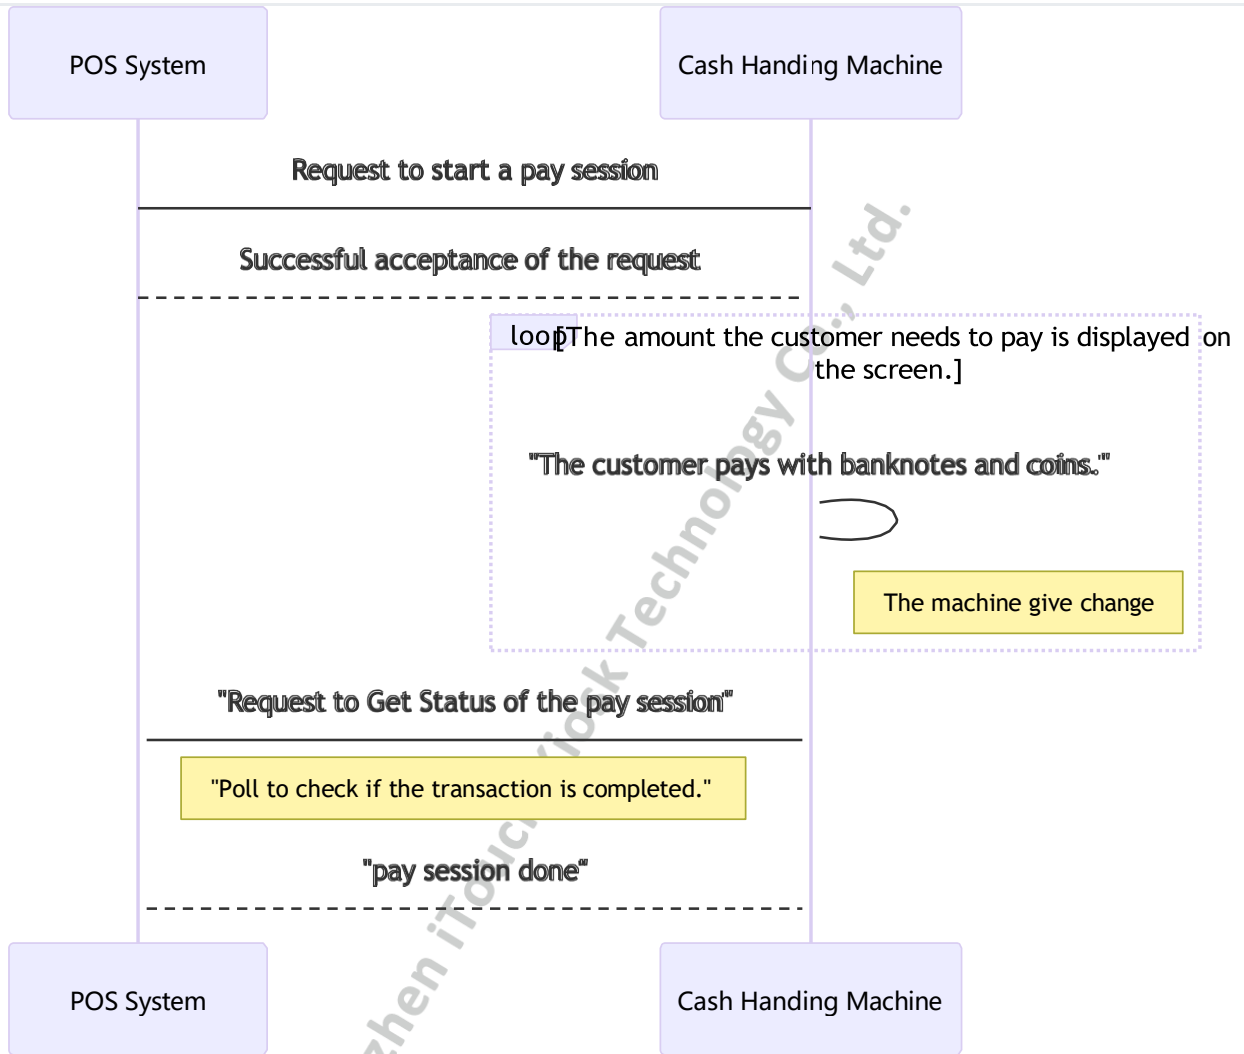 POS System
Cash Handing Machine
Request to start a pay session
Successful acceptance of the request
loop
[The amount the customer needs to pay is displayed on
the screen.]
"The customer pays with banknotes and coins."
The machine give change
"Request to Get Status of the pay session"
"Poll to check if the transaction is completed."
"pay session done"
POS System
Cash Handing Machine
iTouch Kiosk Technology Co., Ltd.